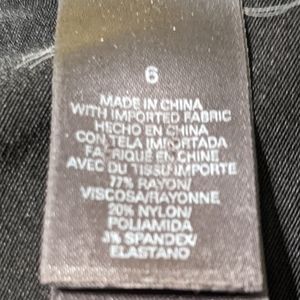 6
MADE IN CHINA
WITH IMPORTED FABRIC
HECHO EN CHINA
CON TELA IMPORTADA
FABRIQUÉ EN CHINE
AVEC DU TISSU IMPORTE
77% RAYON/
VISCOSA/RAYONNE
20% NYLON/
POLIAMIDA
3% SPANDEX/
ELASTANO